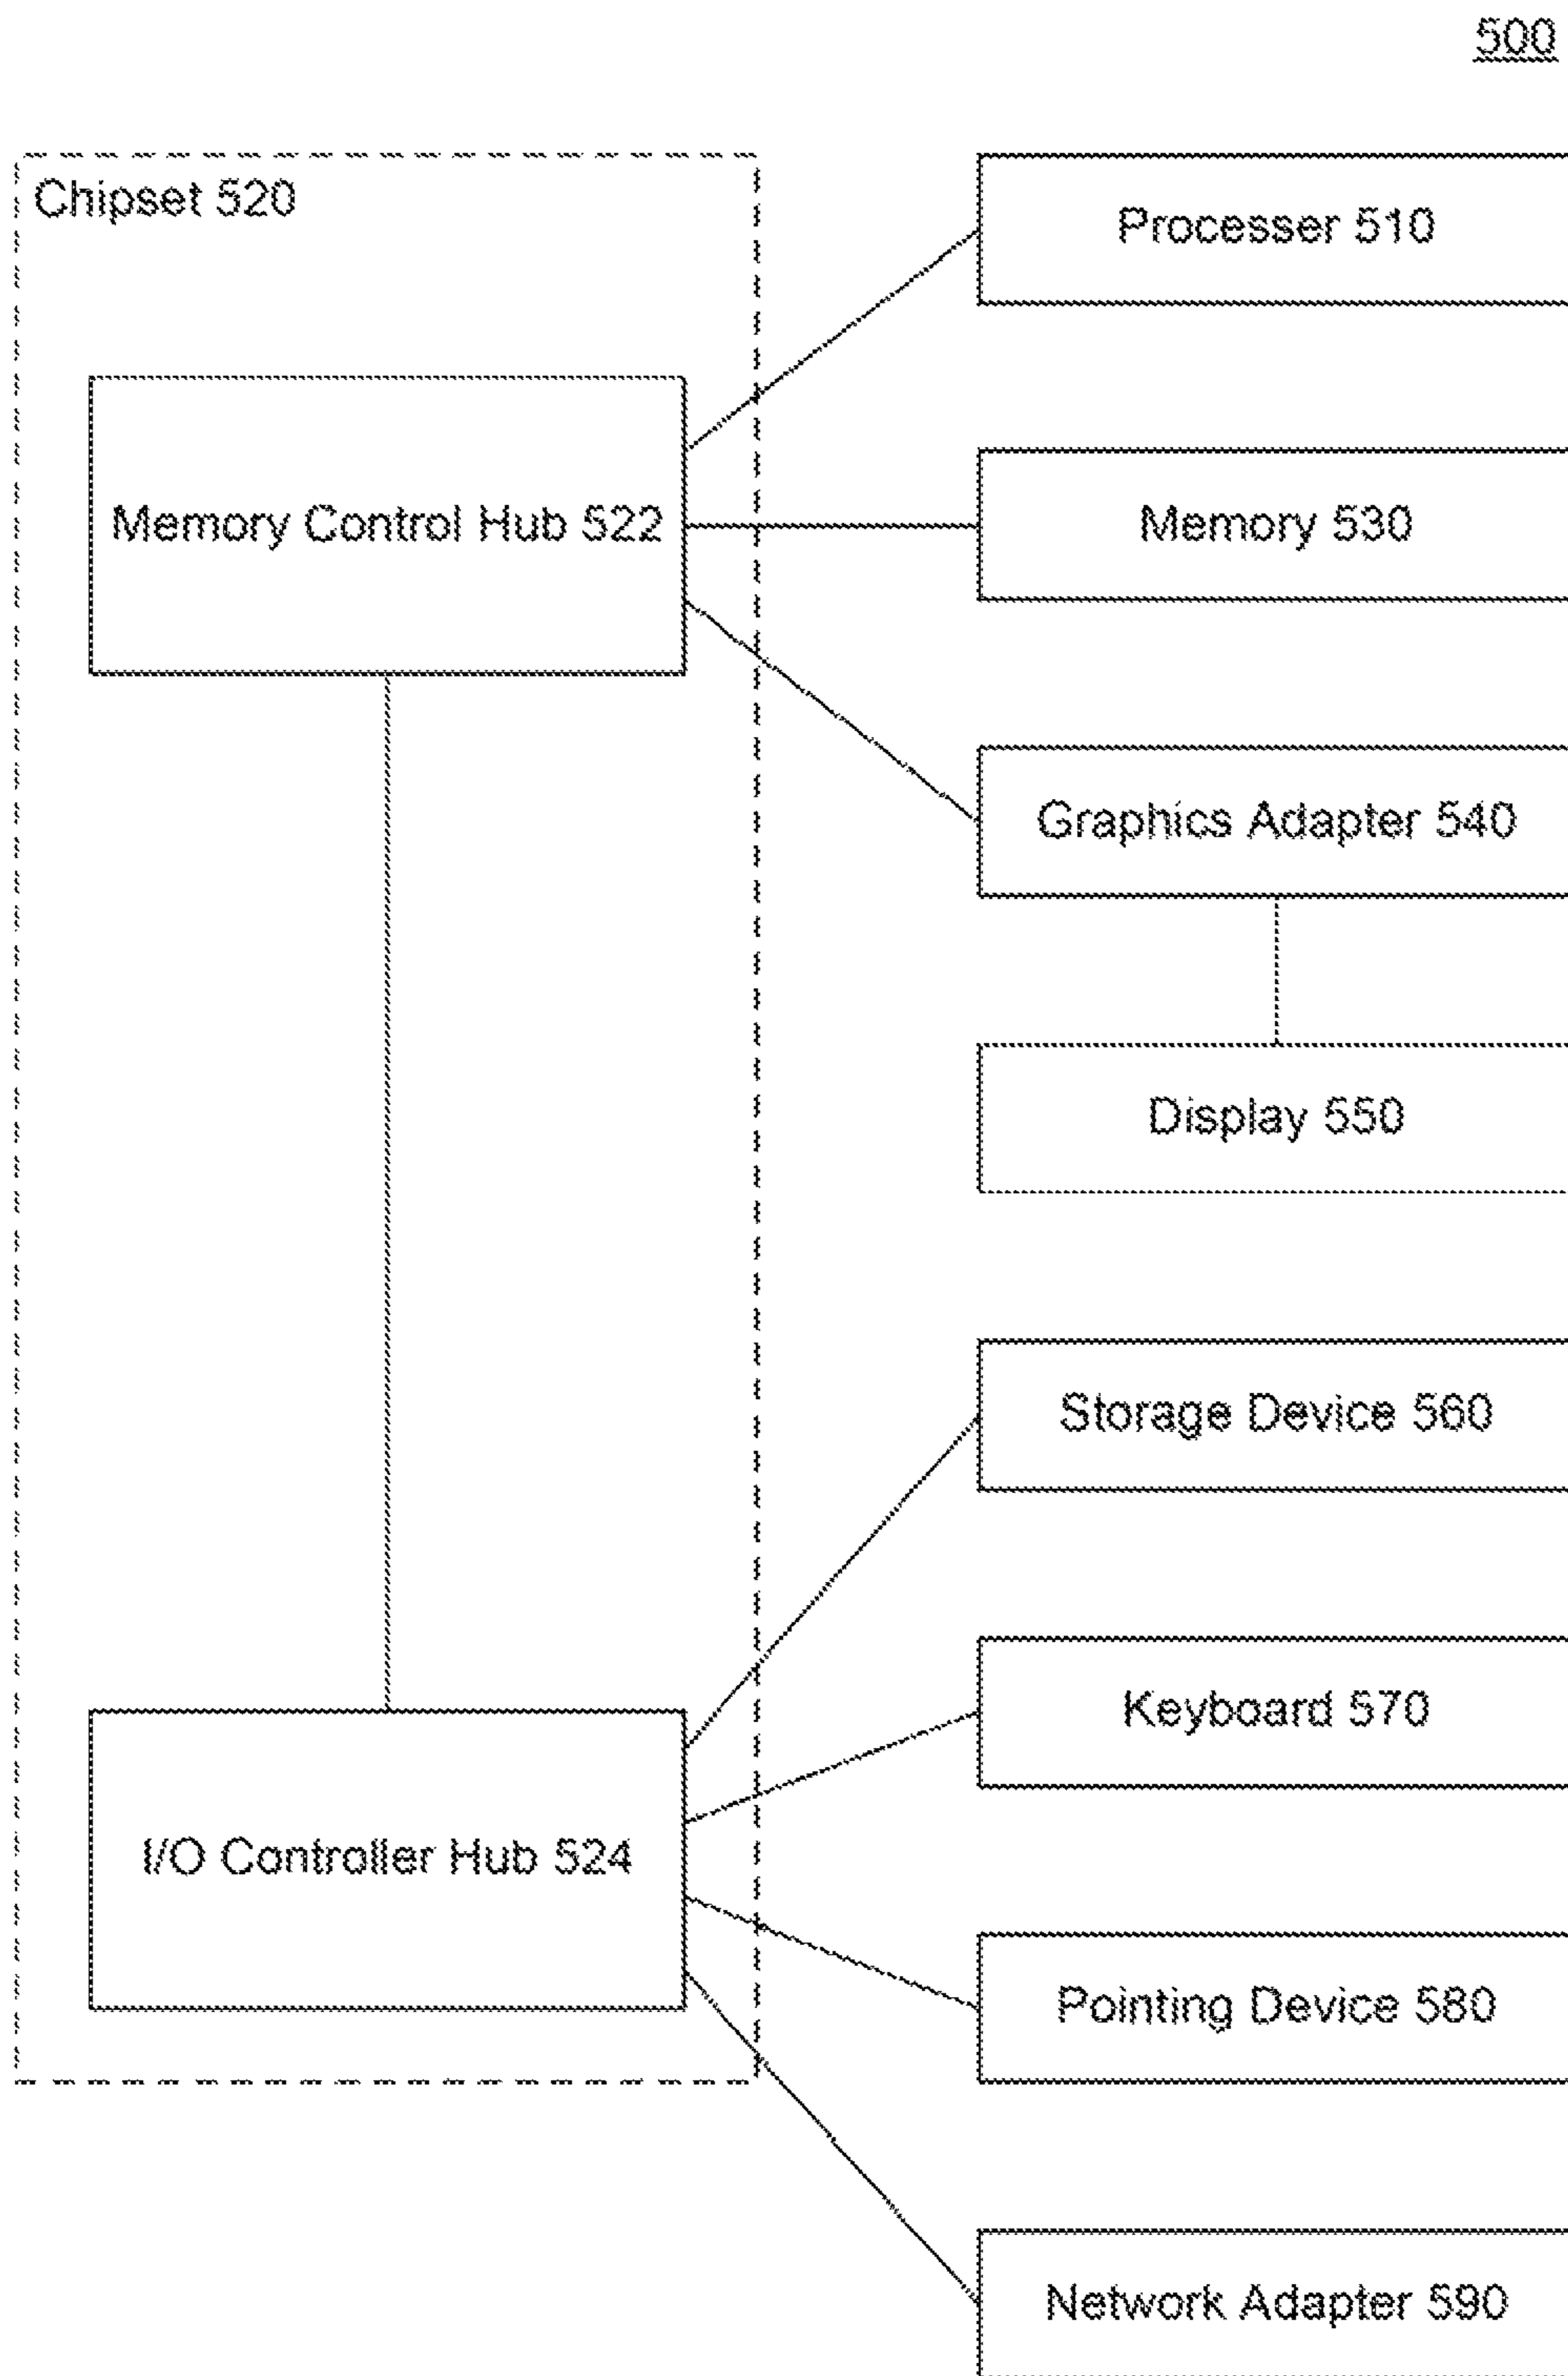 500
Chipset 520
Processer 510
Memory Control Hub 522
Memory 530
Graphics Adapter 540
Display 550
Storage Device 560
Keyboard 570
I/O Controller Hub 524
Pointing Device 580
Network Adapter 590